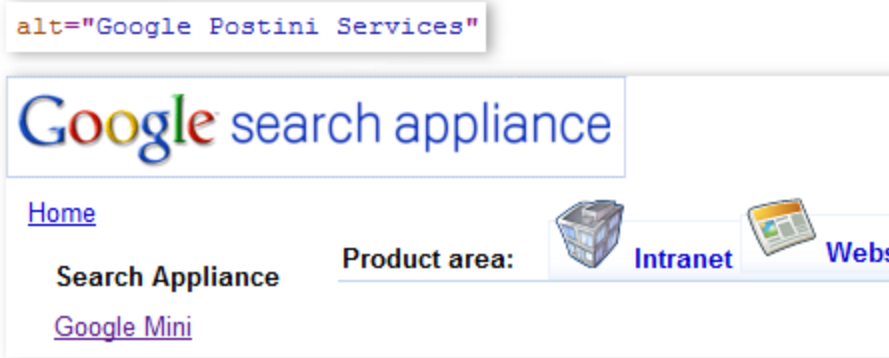 alt="Google Postini Services"
Google search appliance
Home
Product area: Intranet Webs
Search Appliance
Google Mini